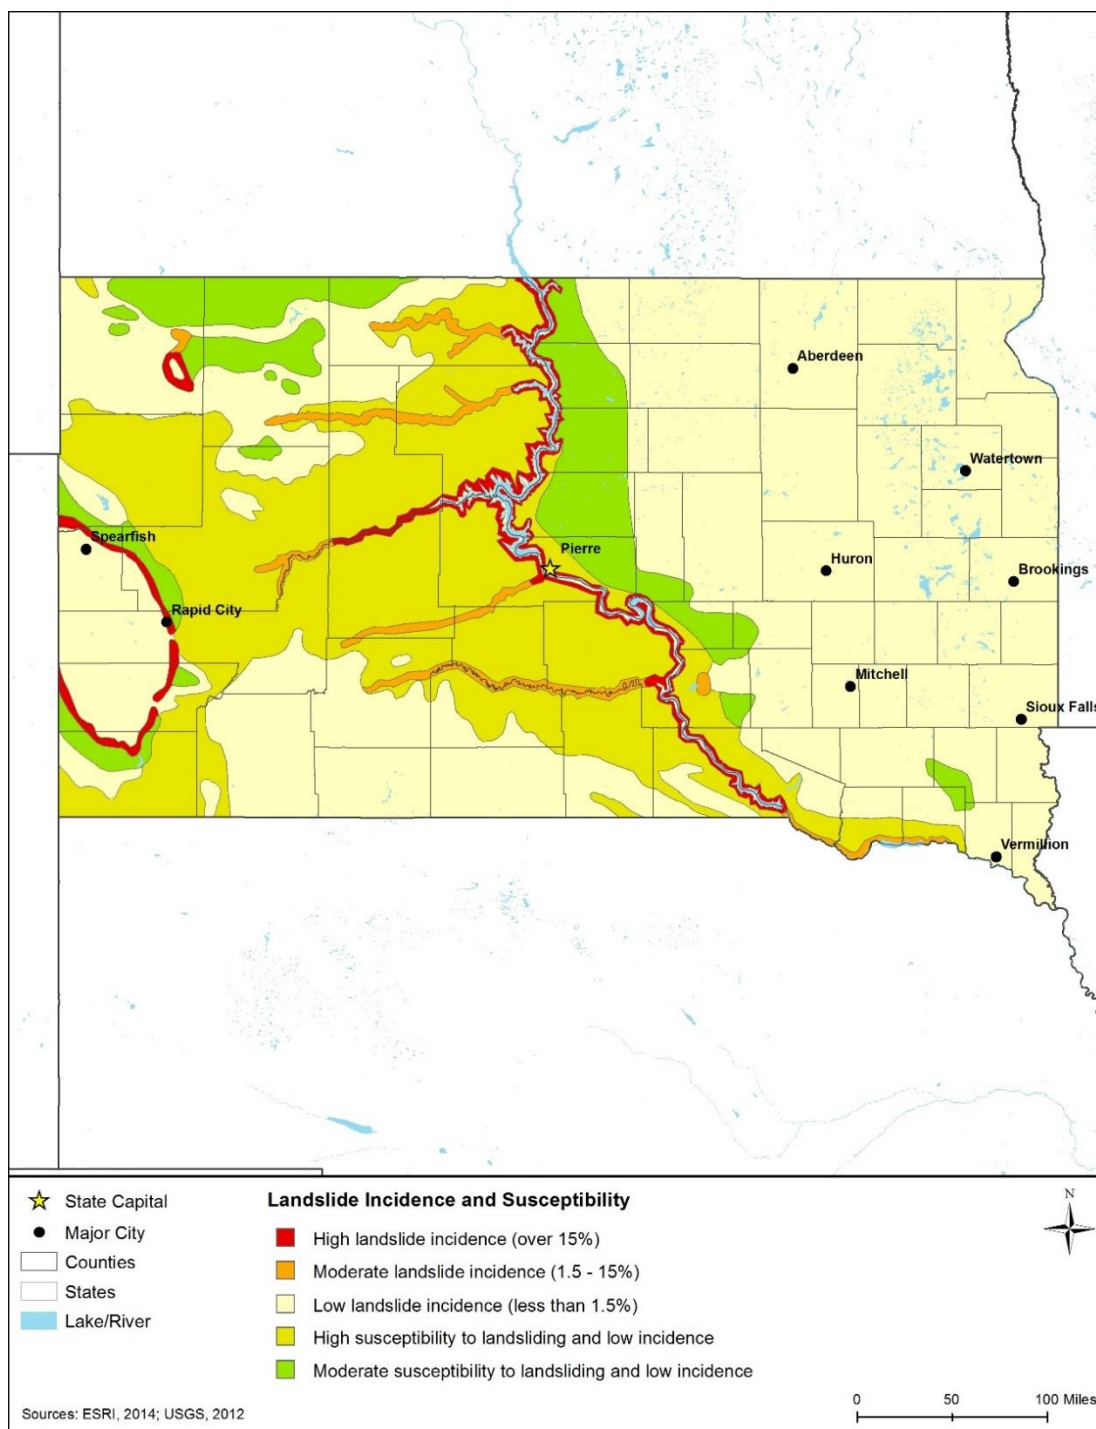 Aberdeen
Watertown
Spearfish
Pierre
Huron
Brookings
Rapid City
Mitchell
Sioux Falls
Vermillion
State Capital
Major City
Counties
States
Lake/River
Landslide Incidence and Susceptibility
High landslide incidence (over 15%)
Moderate landslide incidence (1.5 - 15%)
Low landslide incidence (less than 1.5%)
High susceptibility to landsliding and low incidence
Moderate susceptibility to landsliding and low incidence
N
0 50 100 Miles
Sources: ESRI, 2014; USGS, 2012